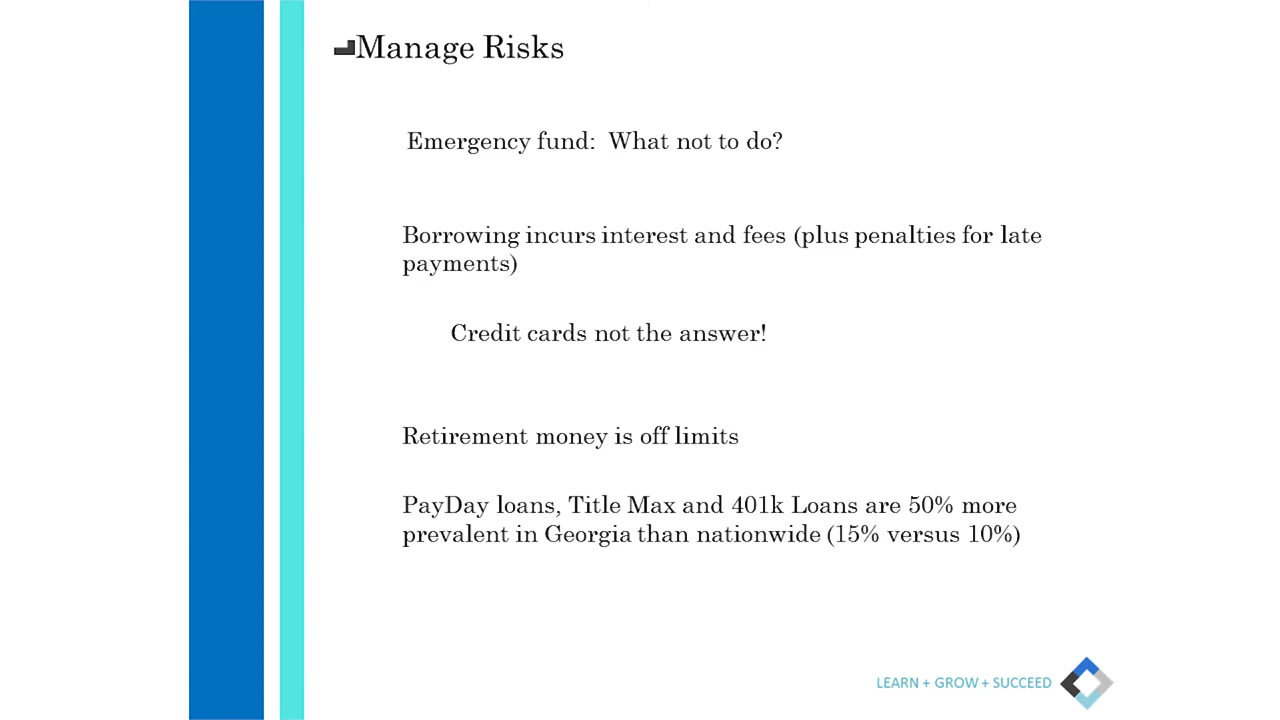 Manage Risks
Emergency fund:  What not to do?
Borrowing incurs interest and fees (plus penalties for late
payments)
Credit cards not the answer!
Retirement money is off limits
PayDay loans, Title Max and 401k Loans are 50% more
prevalent in Georgia than nationwide (15% versus 10%)
LEARN + GROW + SUCCEED